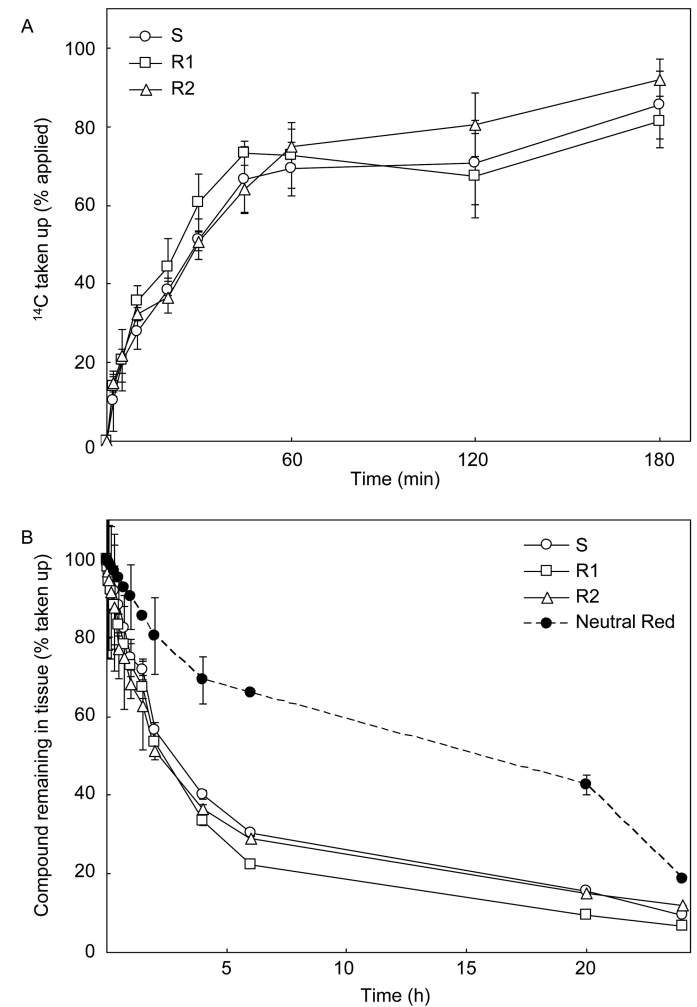 A
S
R1
R2
100
80
60
40
20
0
¹⁴C taken up (% applied)
60 120 180
Time (min)
B
S
R1
R2
Neutral Red
100
80
60
40
20
0
Compound remaining in tissue (% taken up)
5 10 15 20
Time (h)